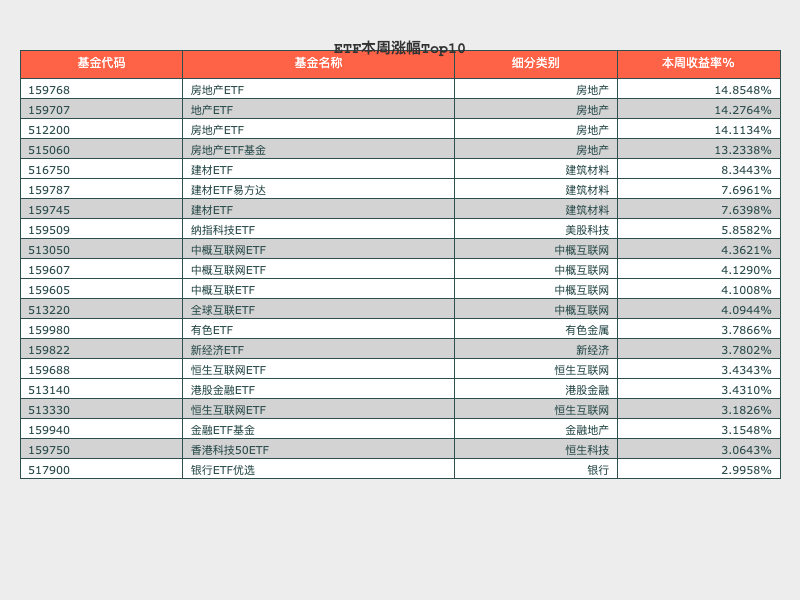 ETF本周涨幅Top10
基金代码 基金名称 细分类别 本周收益率%
159768 房地产ETF 房地产 14.8548%
159707 地产ETF 房地产 14.2764%
512200 房地产ETF 房地产 14.1134%
515060 房地产ETF基金 房地产 13.2338%
516750 建材ETF 建筑材料 8.3443%
159787 建材ETF易方达 建筑材料 7.6961%
159745 建材ETF 建筑材料 7.6398%
159509 纳指科技ETF 美股科技 5.8582%
513050 中概互联网ETF 中概互联网 4.3621%
159607 中概互联网ETF 中概互联网 4.1290%
159605 中概互联ETF 中概互联网 4.1008%
513220 全球互联ETF 中概互联网 4.0944%
159980 有色ETF 有色金属 3.7866%
159822 新经济ETF 新经济 3.7802%
159688 恒生互联网ETF 恒生互联网 3.4343%
513140 港股金融ETF 港股金融 3.4310%
513330 恒生互联网ETF 恒生互联网 3.1826%
159940 金融ETF基金 金融地产 3.1548%
159750 香港科技50ETF 恒生科技 3.0643%
517900 银行ETF优选 银行 2.9958%